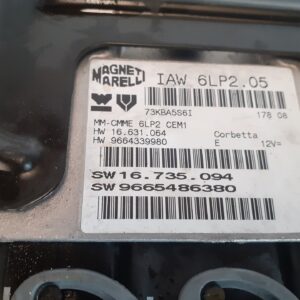 MAGNETI MARELLI
IAW 6LP2.05
73KBA5S6I 178 08
MM-CMME 6LP2 CEM1
HW 16.631.064 Corbetta
HW 9664339980 E 12V=
SW 16.735.094
SW 9665486380